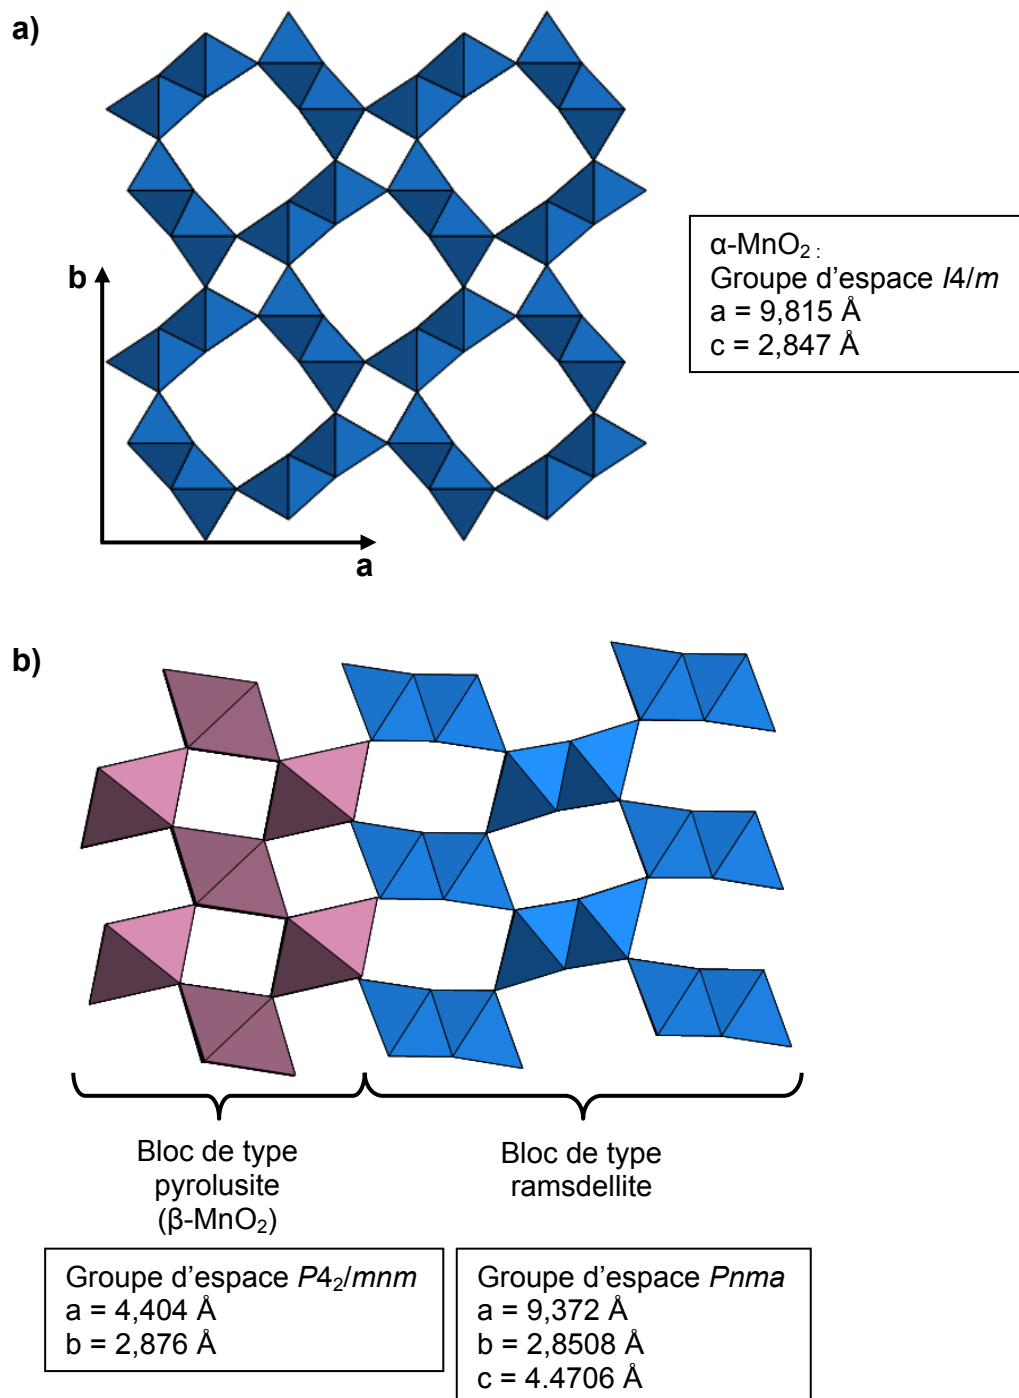 a)
b
a
α-MnO2 :
Groupe d'espace I4/m
a = 9,815 Å
c = 2,847 Å
b)
Bloc de type
pyrolusite
(β-MnO2)
Bloc de type
ramsdellite
Groupe d'espace P42/mnm
a = 4,404 Å
b = 2,876 Å
Groupe d'espace Pnma
a = 9,372 Å
b = 2,8508 Å
c = 4.4706 Å